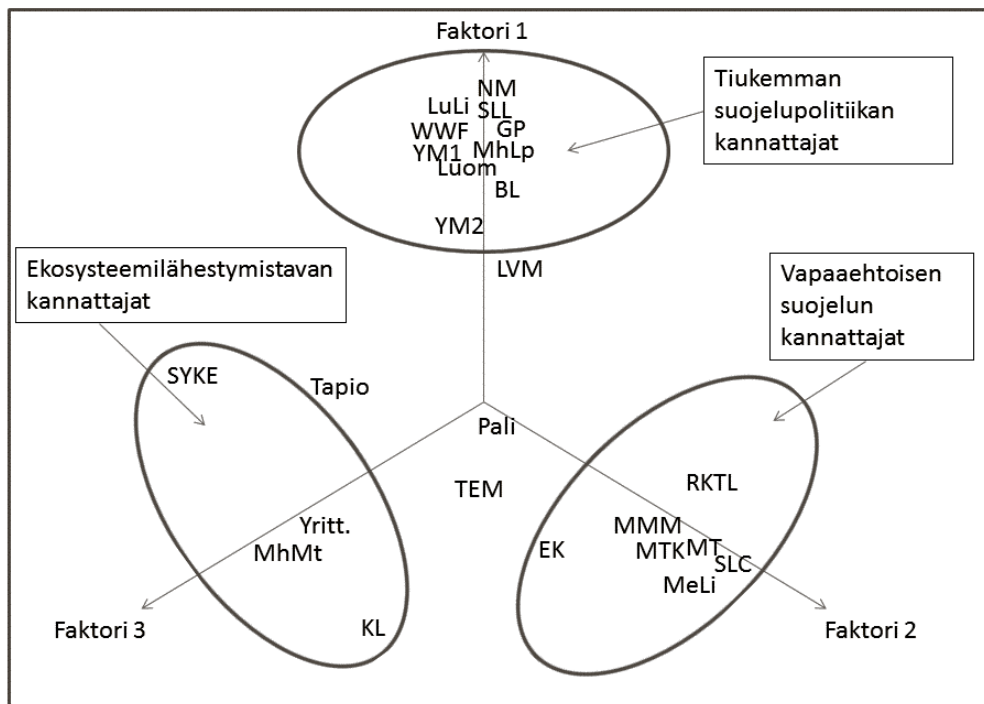 Faktori 1
Tiukemman
suojelupolitiikan
kannattajat
NM
LuLi
SLL
WWF
GP
YM1
MhLp
Luom
BL
YM2
LVM
Ekosysteemilähestymistavan
kannattajat
Vapaaehtoisen
suojelun
kannattajat
SYKE
Tapio
Pali
TEM
RKTL
Yritt.
MhMt
MMM
EK
MTK
MT
SLC
MeLi
KL
Faktori 3
Faktori 2